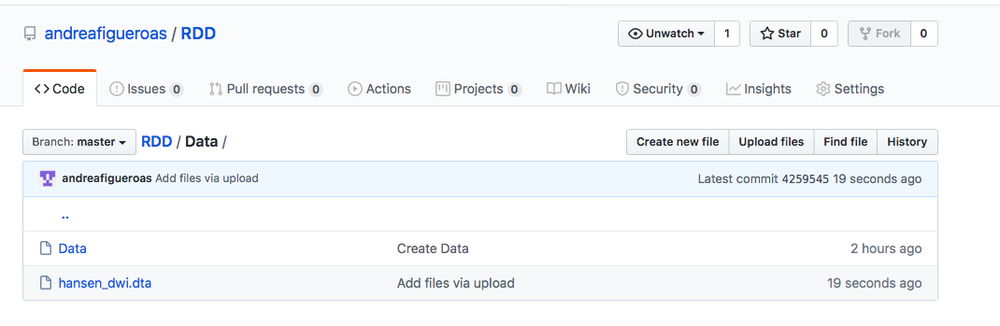 andreafigueroas / RDD
Unwatch 1 Star 0 Fork 0
Code Issues 0 Pull requests 0 Actions Projects 0 Wiki Security 0 Insights Settings
Branch: master RDD / Data / Create new file Upload files Find file History
andreafigueroas Add files via upload Latest commit 4259545 19 seconds ago
..
Data Create Data 2 hours ago
hansen_dwi.dta Add files via upload 19 seconds ago